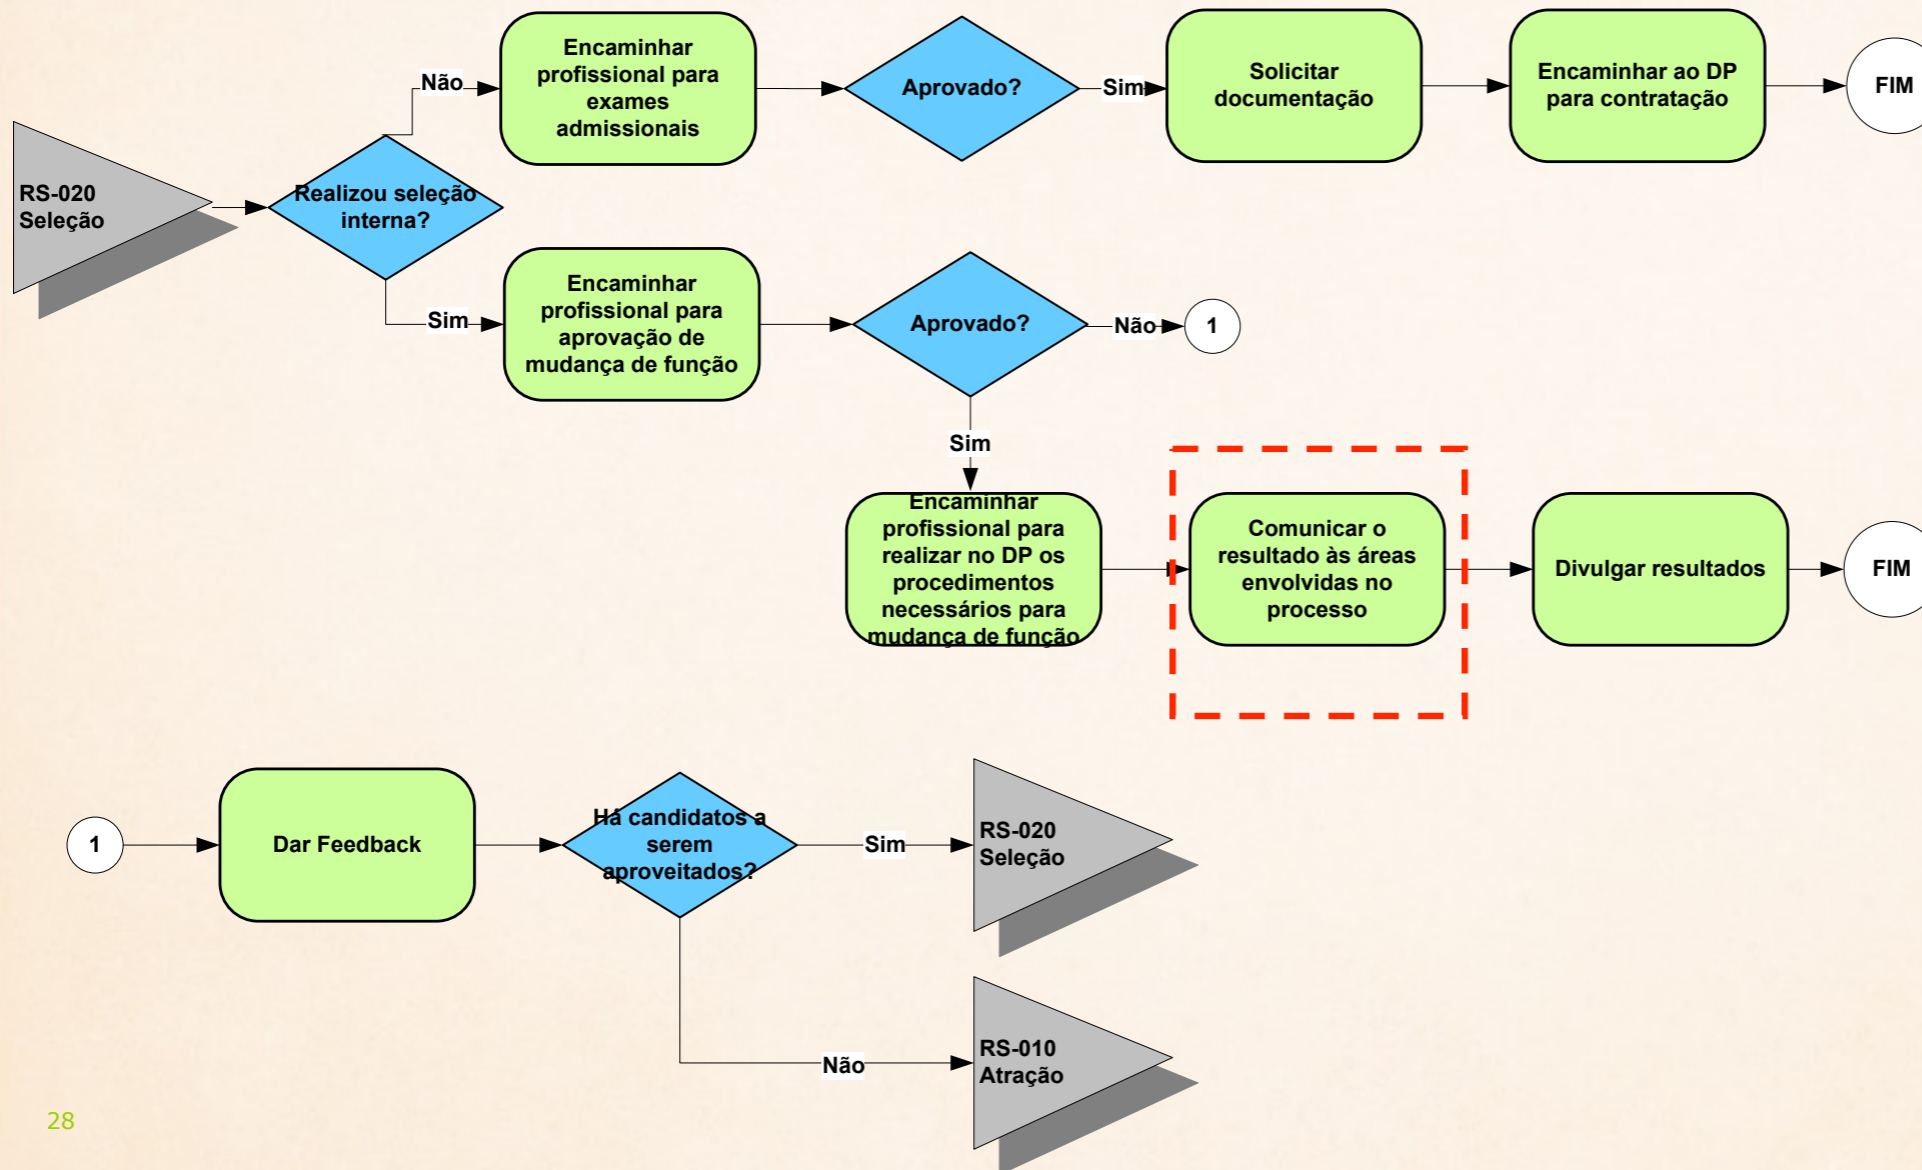 Encaminhar
profissional para
exames
admissionais
Não
Aprovado?
Sim
Solicitar
documentação
Encaminhar ao DP
para contratação
FIM
RS-020
Seleção
Realizou seleção
interna?
Sim
Encaminhar
profissional para
aprovação de
mudança de função
Aprovado?
Não
1
Sim
Encaminhar
profissional para
realizar no DP os
procedimentos
necessários para
mudança de função
Comunicar o
resultado às áreas
envolvidas no
processo
Divulgar resultados
FIM
1
Dar Feedback
Há candidatos a
serem
aproveitados?
Sim
RS-020
Seleção
Não
RS-010
Atração
28